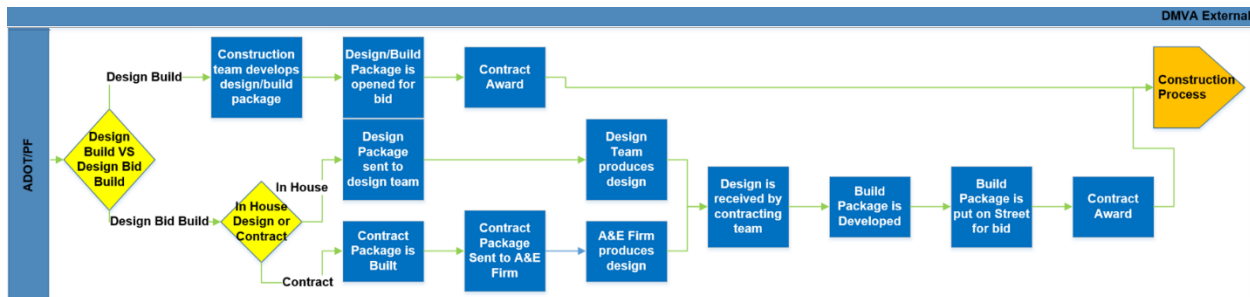 DMVA External
ADOT/PF
Design Build
Construction
team develops
design/build
package
Design/Build
Package is
opened for
bid
Contract
Award
Construction
Process
Design
Build VS
Design Bid
Build
Design Bid Build
In House
Design or
Contract
In House
Design
Package
sent to
design team
Design
Team
produces
design
Contract
Contract
Package is
Built
Contract
Package
Sent to A&E
Firm
A&E Firm
produces
design
Design is
received by
contracting
team
Build
Package is
Developed
Build
Package is
put on Street
for bid
Contract
Award